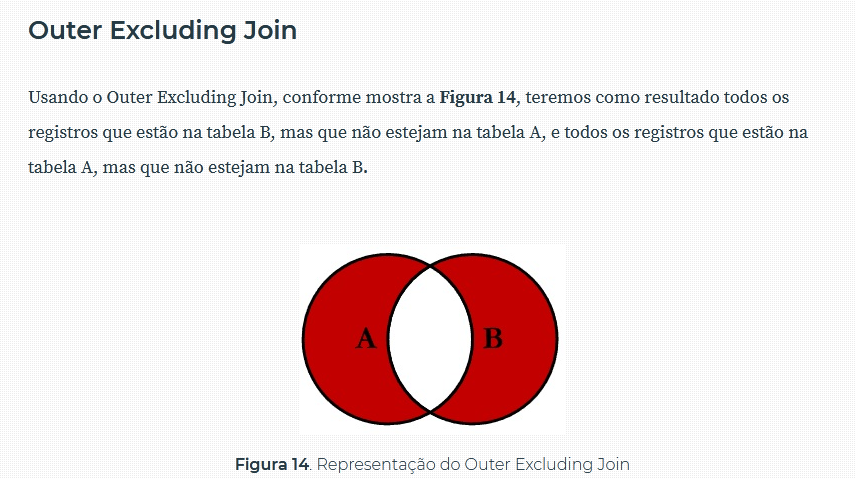 Outer Excluding Join
Usando o Outer Excluding Join, conforme mostra a Figura 14, teremos como resultado todos os
registros que estão na tabela B, mas que não estejam na tabela A, e todos os registros que estão na
tabela A, mas que não estejam na tabela B.
A B
Figura 14. Representação do Outer Excluding Join